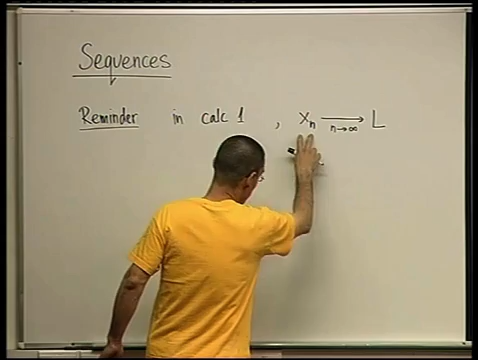 Sequences
Reminder in calc 1 , Xn ⟶ L
n→∞